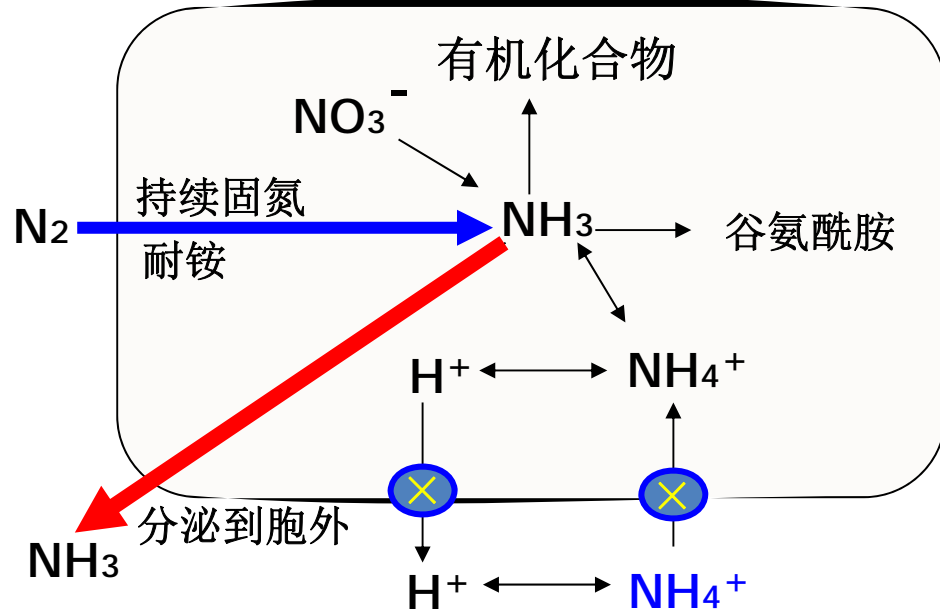 有机化合物
NO₃⁻
持续固氮
N₂
NH₃
谷氨酰胺
耐铵
H⁺
NH₄⁺
分泌到胞外
NH₃
H⁺
NH₄⁺